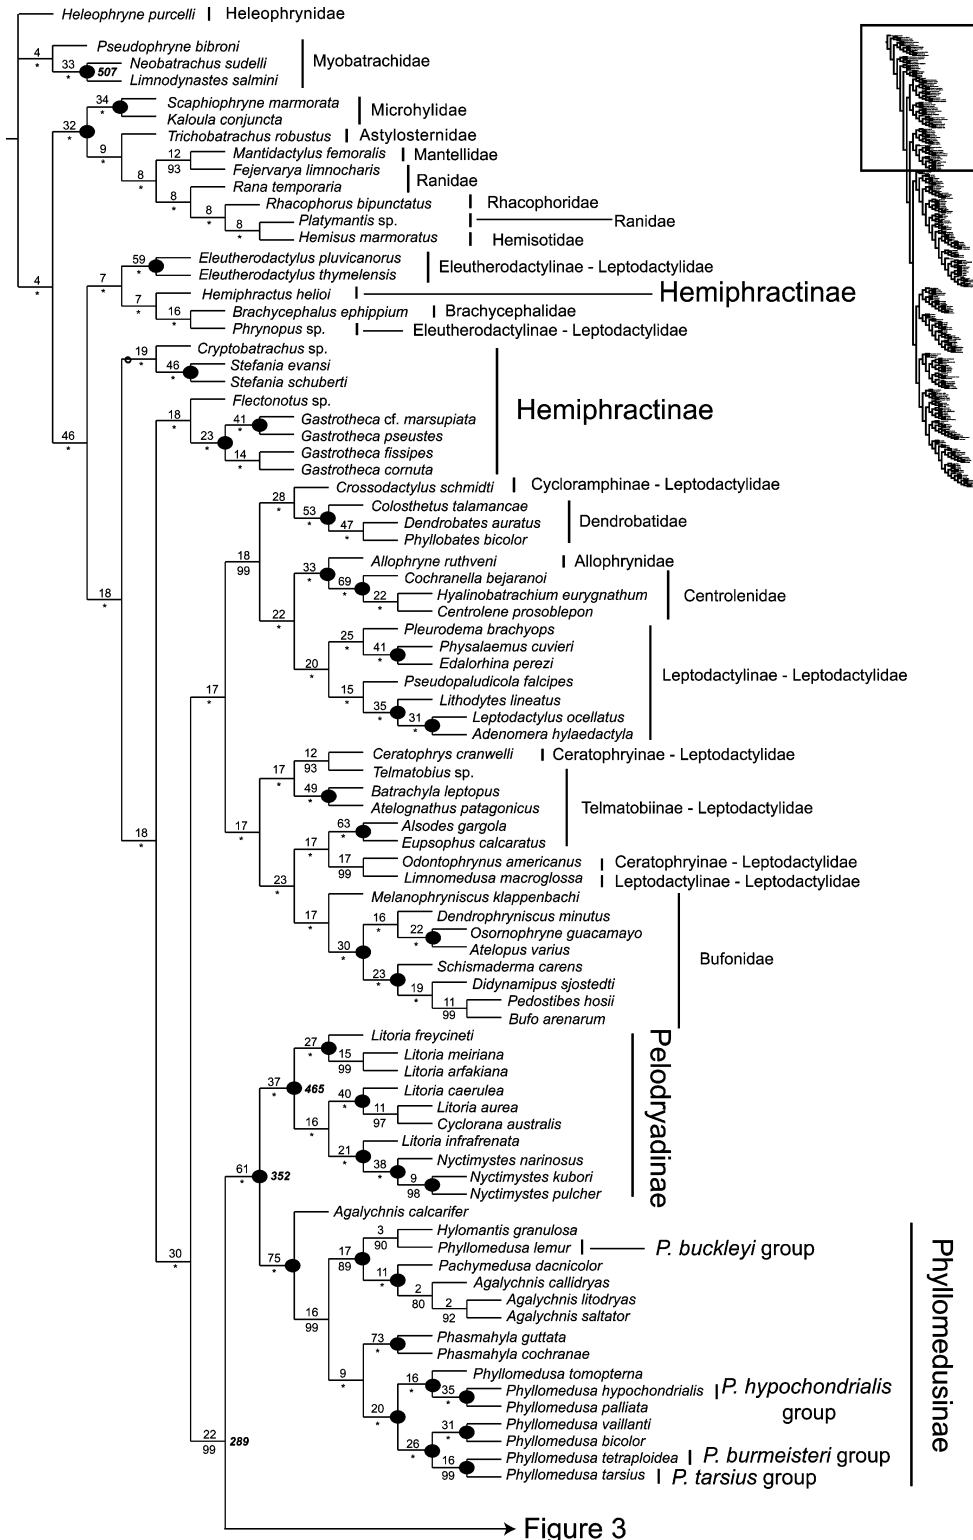 Heleophryne purcelli Heleophrynidae
4
*
Pseudophryne bibroni
33
*
507
Neobatrachus sudelli
Limnodynastes salmini
Myobatrachidae
34
*
Scaphiophryne marmorata
Kaloula conjuncta
Microhylidae
32
*
9
*
Trichobatrachus robustus Astylosternidae
12
93
Mantidactylus femoralis Mantellidae
Fejervarya limnocharis
8
*
Rana temporaria
Ranidae
8
*
Rhacophorus bipunctatus Rhacophoridae
8
*
Platymantis sp. Ranidae
8
*
Hemisus marmoratus Hemisotidae
4
*
59
*
Eleutherodactylus pluvicanorus
Eleutherodactylus thymelensis
Eleutherodactylinae - Leptodactylidae
7
*
Hemiphractus helioi Hemiphractinae
7
*
16
*
Brachycephalus ephippium Brachycephalidae
Phrynopus sp. Eleutherodactylinae - Leptodactylidae
46
*
19
*
Cryptobatrachus sp.
46
*
Stefania evansi
Stefania schuberti
18
*
Flectonotus sp.
Hemiphractinae
23
*
41
*
Gastrotheca cf. marsupiata
Gastrotheca pseustes
14
*
Gastrotheca fissipes
Gastrotheca cornuta
18
*
28
*
Crossodactylus schmidti Cycloramphinae - Leptodactylidae
53
*
Colosthetus talamancae
47
*
Dendrobates auratus
Phyllobates bicolor
Dendrobatidae
18
99
33
*
Allophryne ruthveni Allophrynidae
69
*
Cochranella bejaranoi
22
*
Hyalinobatrachium eurygnathum
Centrolene prosoblepon
Centrolenidae
22
*
25
*
Pleurodema brachyops
41
*
Physalaemus cuvieri
Edalorhina perezi
20
*
Leptodactylinae - Leptodactylidae
15
*
Pseudopaludicola falcipes
35
*
Lithodytes lineatus
31
*
Leptodactylus ocellatus
Adenomera hylaedactyla
17
*
12
93
Ceratophrys cranwelli Ceratophryinae - Leptodactylidae
Telmatobius sp.
17
*
49
*
Batrachyla leptopus
Atelognathus patagonicus
Telmatobiinae - Leptodactylidae
17
*
63
*
Alsodes gargola
Eupsophus calcaratus
17
*
17
99
Odontophrynus americanus Ceratophryinae - Leptodactylidae
Limnomedusa macroglossa Leptodactylinae - Leptodactylidae
23
*
17
*
Melanophryniscus klappenbachi
16
*
Dendrophryniscus minutus
22
*
Osornophryne guacamayo
Atelopus varius
30
*
Bufonidae
23
*
Schismaderma carens
19
*
Didynamipus sjostedti
11
99
Pedostibes hosii
Bufo arenarum
18
*
27
*
Litoria freycineti
15
99
Litoria meiriana
Litoria arfakiana
37
*
465
40
*
Litoria caerulea
11
97
Litoria aurea
Cyclorana australis
16
*
21
*
Litoria infrafrenata
38
*
Nyctimystes narinosus
9
98
Nyctimystes kubori
Nyctimystes pulcher
Pelodryadinae
61
*
352
Agalychnis calcarifer
75
*
3
90
Hylomantis granulosa
Phyllomedusa lemur P. buckleyi group
17
89
11
*
Pachymedusa dacnicolor
2
80
Agalychnis callidryas
2
92
Agalychnis litodryas
Agalychnis saltator
16
99
73
*
Phasmahyla guttata
Phasmahyla cochranae
9
*
16
*
Phyllomedusa tomopterna
35
*
Phyllomedusa hypochondrialis
Phyllomedusa palliata
P. hypochondrialis
group
20
*
31
*
Phyllomedusa vaillanti
Phyllomedusa bicolor
26
*
16
99
Phyllomedusa tetraploidea P. burmeisteri group
Phyllomedusa tarsius P. tarsius group
Phyllomedusinae
30
*
22
99
289
Figure 3